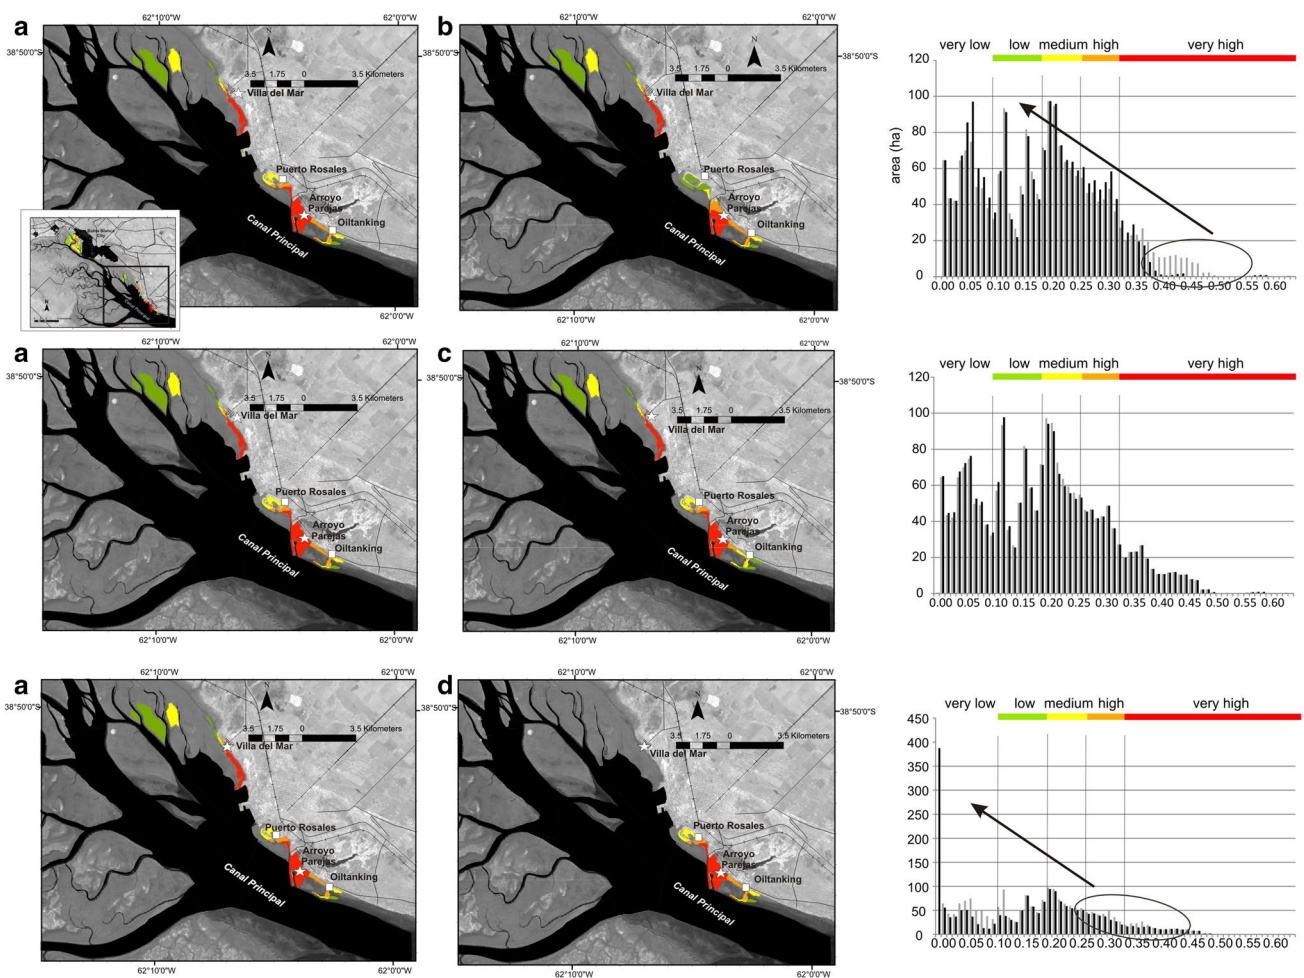 a
62°10'0"W
62°0'0"W
38°50'0"S
N
3.5 1.75 0 3.5 Kilometers
Villa del Mar
Puerto Rosales
Arroyo
Parejas
Oiltanking
Canal Principal
62°10'0"W
62°0'0"W
b
62°10'0"W
62°0'0"W
38°50'0"S
N
3.5 1.75 0 3.5 Kilometers
Villa del Mar
Puerto Rosales
Arroyo
Parejas
Oiltanking
Canal Principal
62°10'0"W
62°0'0"W
very low low medium high very high
area (ha)
120
100
80
60
40
20
0
0.00 0.05 0.10 0.15 0.20 0.25 0.30 0.35 0.40 0.45 0.50 0.55 0.60
a
62°10'0"W
62°0'0"W
38°50'0"S
N
3.5 1.75 0 3.5 Kilometers
Villa del Mar
Puerto Rosales
Arroyo
Parejas
Oiltanking
Canal Principal
62°10'0"W
62°0'0"W
c
62°10'0"W
62°0'0"W
38°50'0"S
N
3.5 1.75 0 3.5 Kilometers
Villa del Mar
Puerto Rosales
Arroyo
Parejas
Oiltanking
Canal Principal
62°10'0"W
62°0'0"W
very low low medium high very high
120
100
80
60
40
20
0
0.00 0.05 0.10 0.15 0.20 0.25 0.30 0.35 0.40 0.45 0.50 0.55 0.60
a
62°10'0"W
62°0'0"W
38°50'0"S
N
3.5 1.75 0 3.5 Kilometers
Villa del Mar
Puerto Rosales
Arroyo
Parejas
Oiltanking
Canal Principal
62°10'0"W
62°0'0"W
d
62°10'0"W
62°0'0"W
38°50'0"S
N
3.5 1.75 0 3.5 Kilometers
Villa del Mar
Puerto Rosales
Arroyo
Parejas
Oiltanking
Canal Principal
62°10'0"W
62°0'0"W
very low low medium high very high
450
400
350
300
250
200
150
100
50
0
0.00 0.05 0.10 0.15 0.20 0.25 0.30 0.35 0.40 0.45 0.50 0.55 0.60